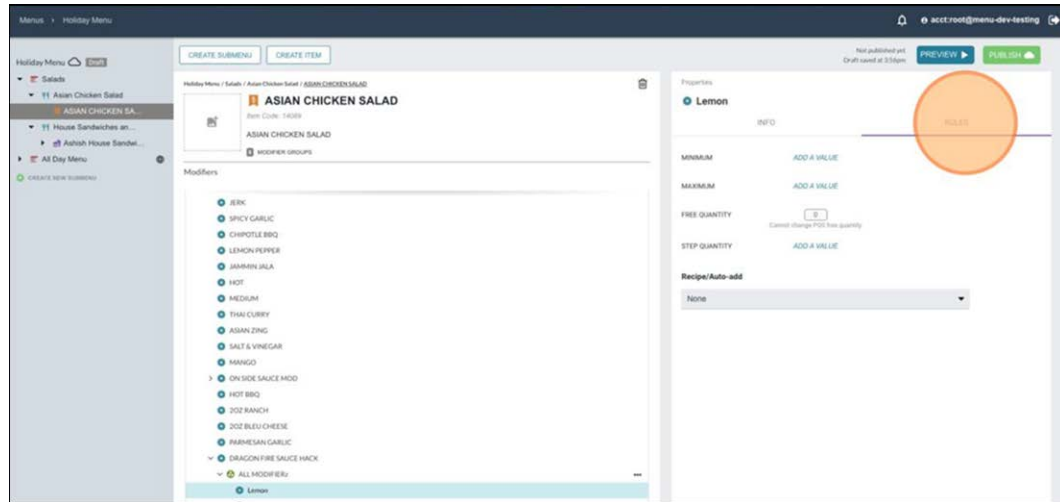 Menus › Holiday Menu
acct:root@menu-dev-testing
Holiday Menu Draft
Salads
Asian Chicken Salad
ASIAN CHICKEN SA...
House Sandwiches an...
Ashish House Sandwi...
All Day Menu
CREATE NEW SUBMENU
CREATE SUBMENU CREATE ITEM
Not published yet
Draft saved at 3:56pm
PREVIEW
PUBLISH
Holiday Menu / Salads / Asian Chicken Salad / ASIAN CHICKEN SALAD
ASIAN CHICKEN SALAD
Item Code: 14089
ASIAN CHICKEN SALAD
MODIFIER GROUPS
Modifiers
JERK
SPICY GARLIC
CHIPOTLE BBQ
LEMON PEPPER
JAMMIN JALA
HOT
MEDIUM
THAI CURRY
ASIAN ZING
SALT & VINEGAR
MANGO
ON SIDE SAUCE MOD
HOT BBQ
2OZ RANCH
2OZ BLEU CHEESE
PARMESAN GARLIC
DRAGON FIRE SAUCE HACK
ALL MODIFIERz
Lemon
Properties
Lemon
INFO RULES
MINIMUM ADD A VALUE
MAXIMUM ADD A VALUE
FREE QUANTITY 0
Cannot change POS free quantity
STEP QUANTITY ADD A VALUE
Recipe/Auto-add
None